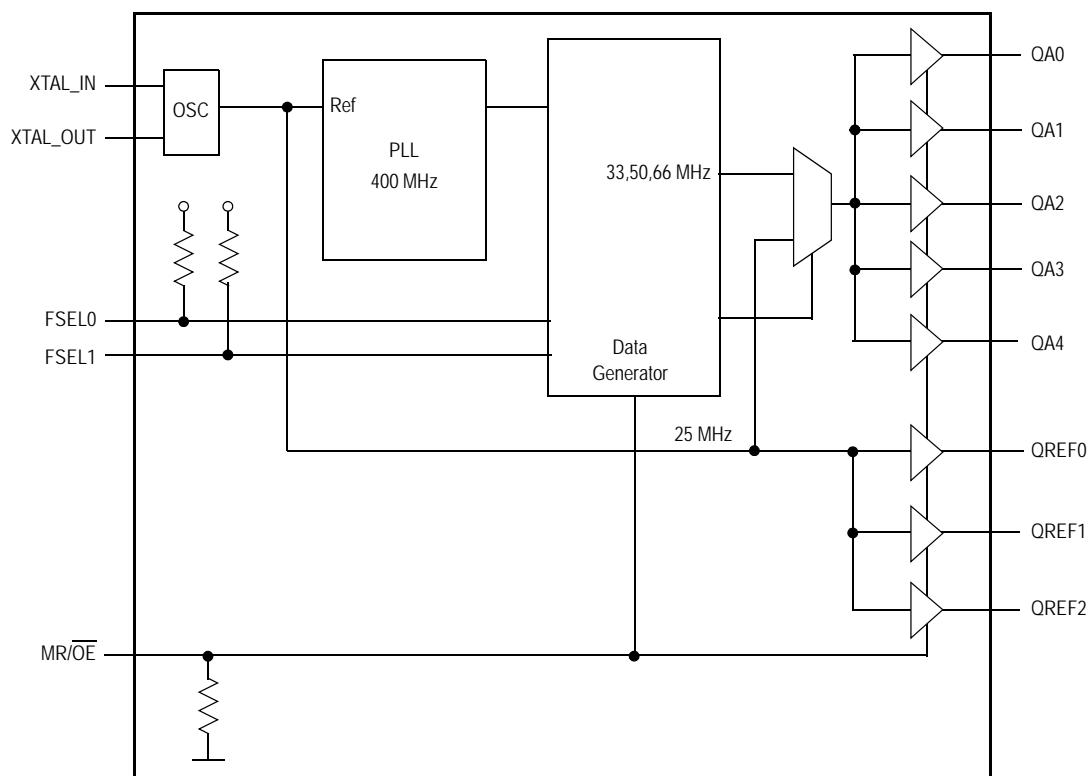 XTAL_IN
XTAL_OUT
OSC
Ref
PLL
400 MHz
33,50,66 MHz
FSEL0
FSEL1
Data
Generator
25 MHz
MR/O̅E̅
QA0
QA1
QA2
QA3
QA4
QREF0
QREF1
QREF2